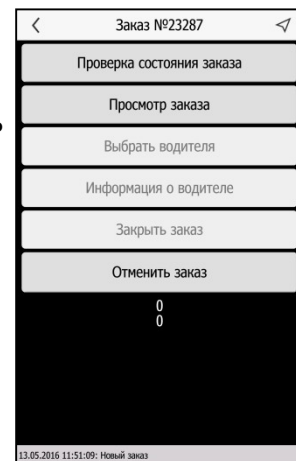 Заказ №23287
Проверка состояния заказа
Просмотр заказа
Выбрать водителя
Информация о водителе
Закрыть заказ
Отменить заказ
0
0
13.05.2016 11:51:09: Новый заказ